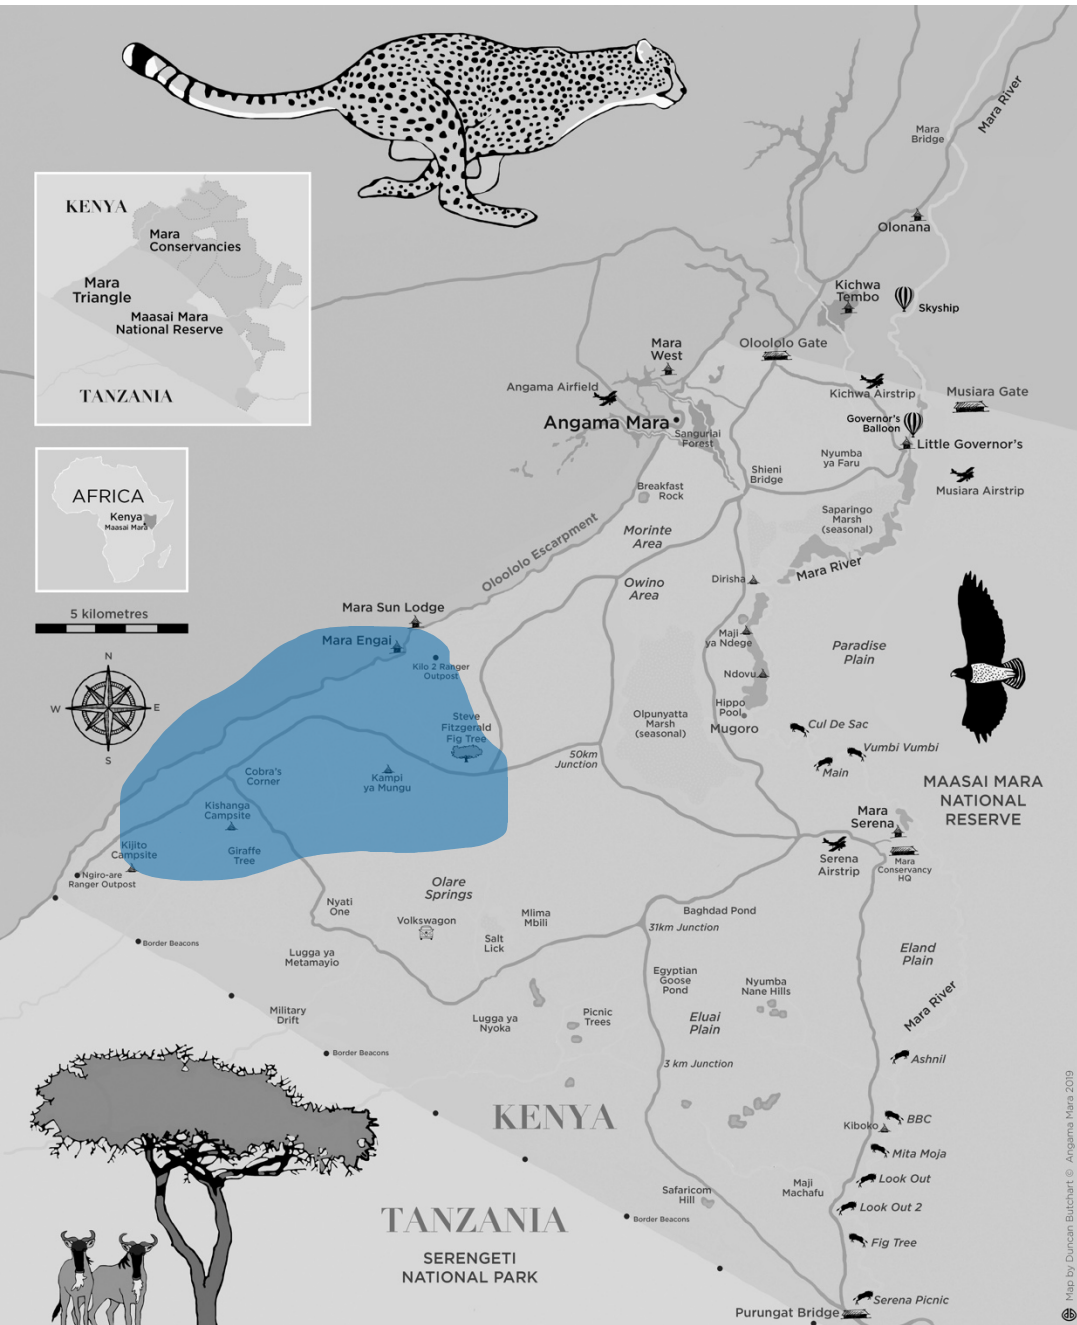 Mara River
Mara
Bridge
KENYA
Mara
Conservancies
Mara
Triangle
Maasai Mara
National Reserve
TANZANIA
Olonana
Kichwa
Tembo
Skyship
Mara
West
Oloololo Gate
Angama Airfield
Kichwa Airstrip
Musiara Gate
Angama Mara
Governor's
Balloon
Sangurlai
Forest
Little Governor's
Nyumba
ya Faru
Shieni
Bridge
Musiara Airstrip
AFRICA
Kenya
Maasai Mara
Breakfast
Rock
Saparingo
Marsh
(seasonal)
Morinte
Area
Oloololo Escarpment
Mara River
5 kilometres
Mara Sun Lodge
Owino
Area
Dirisha
Mara Engai
Maji
ya Ndege
Paradise
Plain
N
W
E
S
Kilo 2 Ranger
Outpost
Ndovu
Steve
Fitzgerald
Fig Tree
Olpunyatta
Marsh
(seasonal)
Hippo
Pool
Mugoro
Cul De Sac
Vumbi Vumbi
Main
50km
Junction
Cobra's
Corner
Kampi
ya Mungu
MAASAI MARA
NATIONAL
RESERVE
Kishanga
Campsite
Mara
Serena
Kijito
Campsite
Giraffe
Tree
Serena
Airstrip
Mara
Conservancy
HQ
Ngiro-are
Ranger Outpost
Olare
Springs
Nyati
One
Volkswagon
Mlima
Mbili
Baghdad Pond
31km Junction
Border Beacons
Salt
Lick
Lugga ya
Metamayio
Eland
Plain
Egyptian
Goose
Pond
Nyumba
Nane Hills
Mara River
Military
Drift
Lugga ya
Nyoka
Picnic
Trees
Eluai
Plain
Border Beacons
3 km Junction
Ashnil
KENYA
BBC
Kiboko
Mita Moja
Look Out
Safaricom
Hill
Maji
Machafu
Look Out 2
TANZANIA
Border Beacons
SERENGETI
NATIONAL PARK
Fig Tree
Serena Picnic
Purungat Bridge
Map by Duncan Butchart © Angama Mara 2019